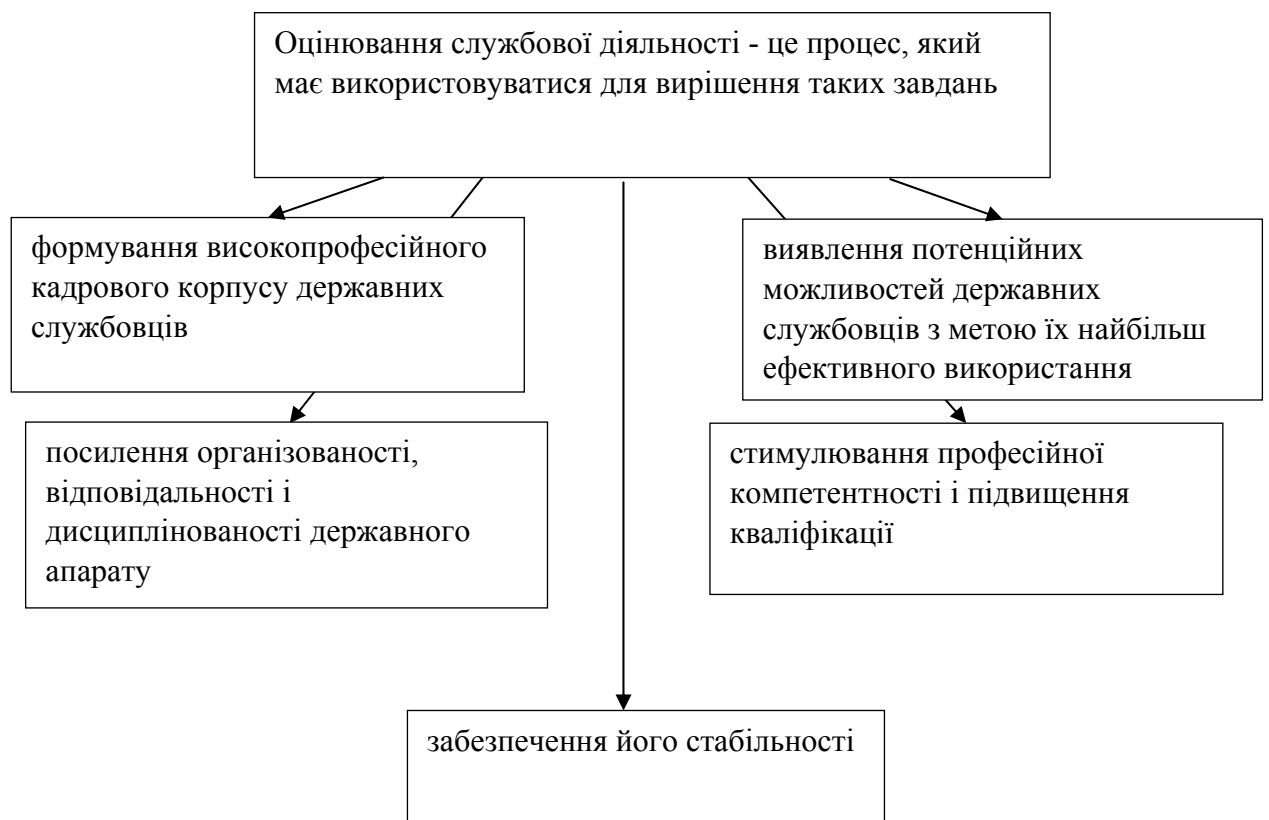 Оцінювання службової діяльності - це процес, який
має використовуватися для вирішення таких завдань
формування високопрофесійного
кадрового корпусу державних
службовців
виявлення потенційних
можливостей державних
службовців з метою їх найбільш
ефективного використання
посилення організованості,
відповідальності і
дисциплінованості державного
апарату
стимулювання професійної
компетентності і підвищення
кваліфікації
забезпечення його стабільності